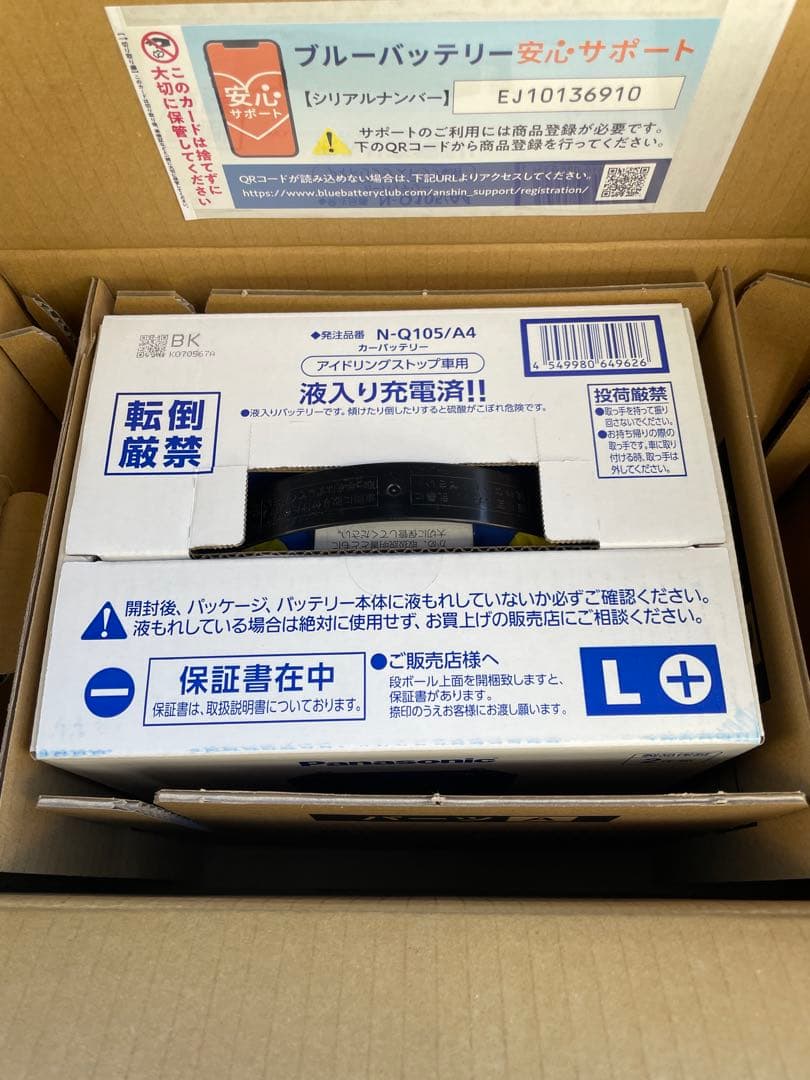 ブルーバッテリー安心サポート
安心
サポート
【シリアルナンバー】 EJ10136910
サポートのご利用には商品登録が必要です。
下のQRコードから商品登録を行ってください。
QRコードが読み込めない場合は、下記URLよりアクセスしてください。
https://www.bluebatteryclub.com/anshin_support/registration/
このカードは捨てずに
大切に保管してください
BK
K070567A
◆発注品番 N-Q105/A4
カーバッテリー
アイドリングストップ車用
液入り充電済!!
●液入りバッテリーです。傾けたり倒したりすると硫酸がこぼれ危険です。
4 549980 649626
転倒
厳禁
投荷厳禁
●取っ手を持って振り
回さないでください。
●お持ち帰りの際の
取っ手です。車に取り
付ける時、取っ手は
外してください。
大切に保管してください。
開封後、パッケージ、バッテリー本体に液もれしていないか必ずご確認ください。
液もれしている場合は絶対に使用せず、お買上げの販売店にご相談ください。
保証書在中
保証書は、取扱説明書についております。
●ご販売店様へ
段ボール上面を開梱致しますと、
保証書があります。
捺印のうえお客様にお渡し願います。
L
Panasonic